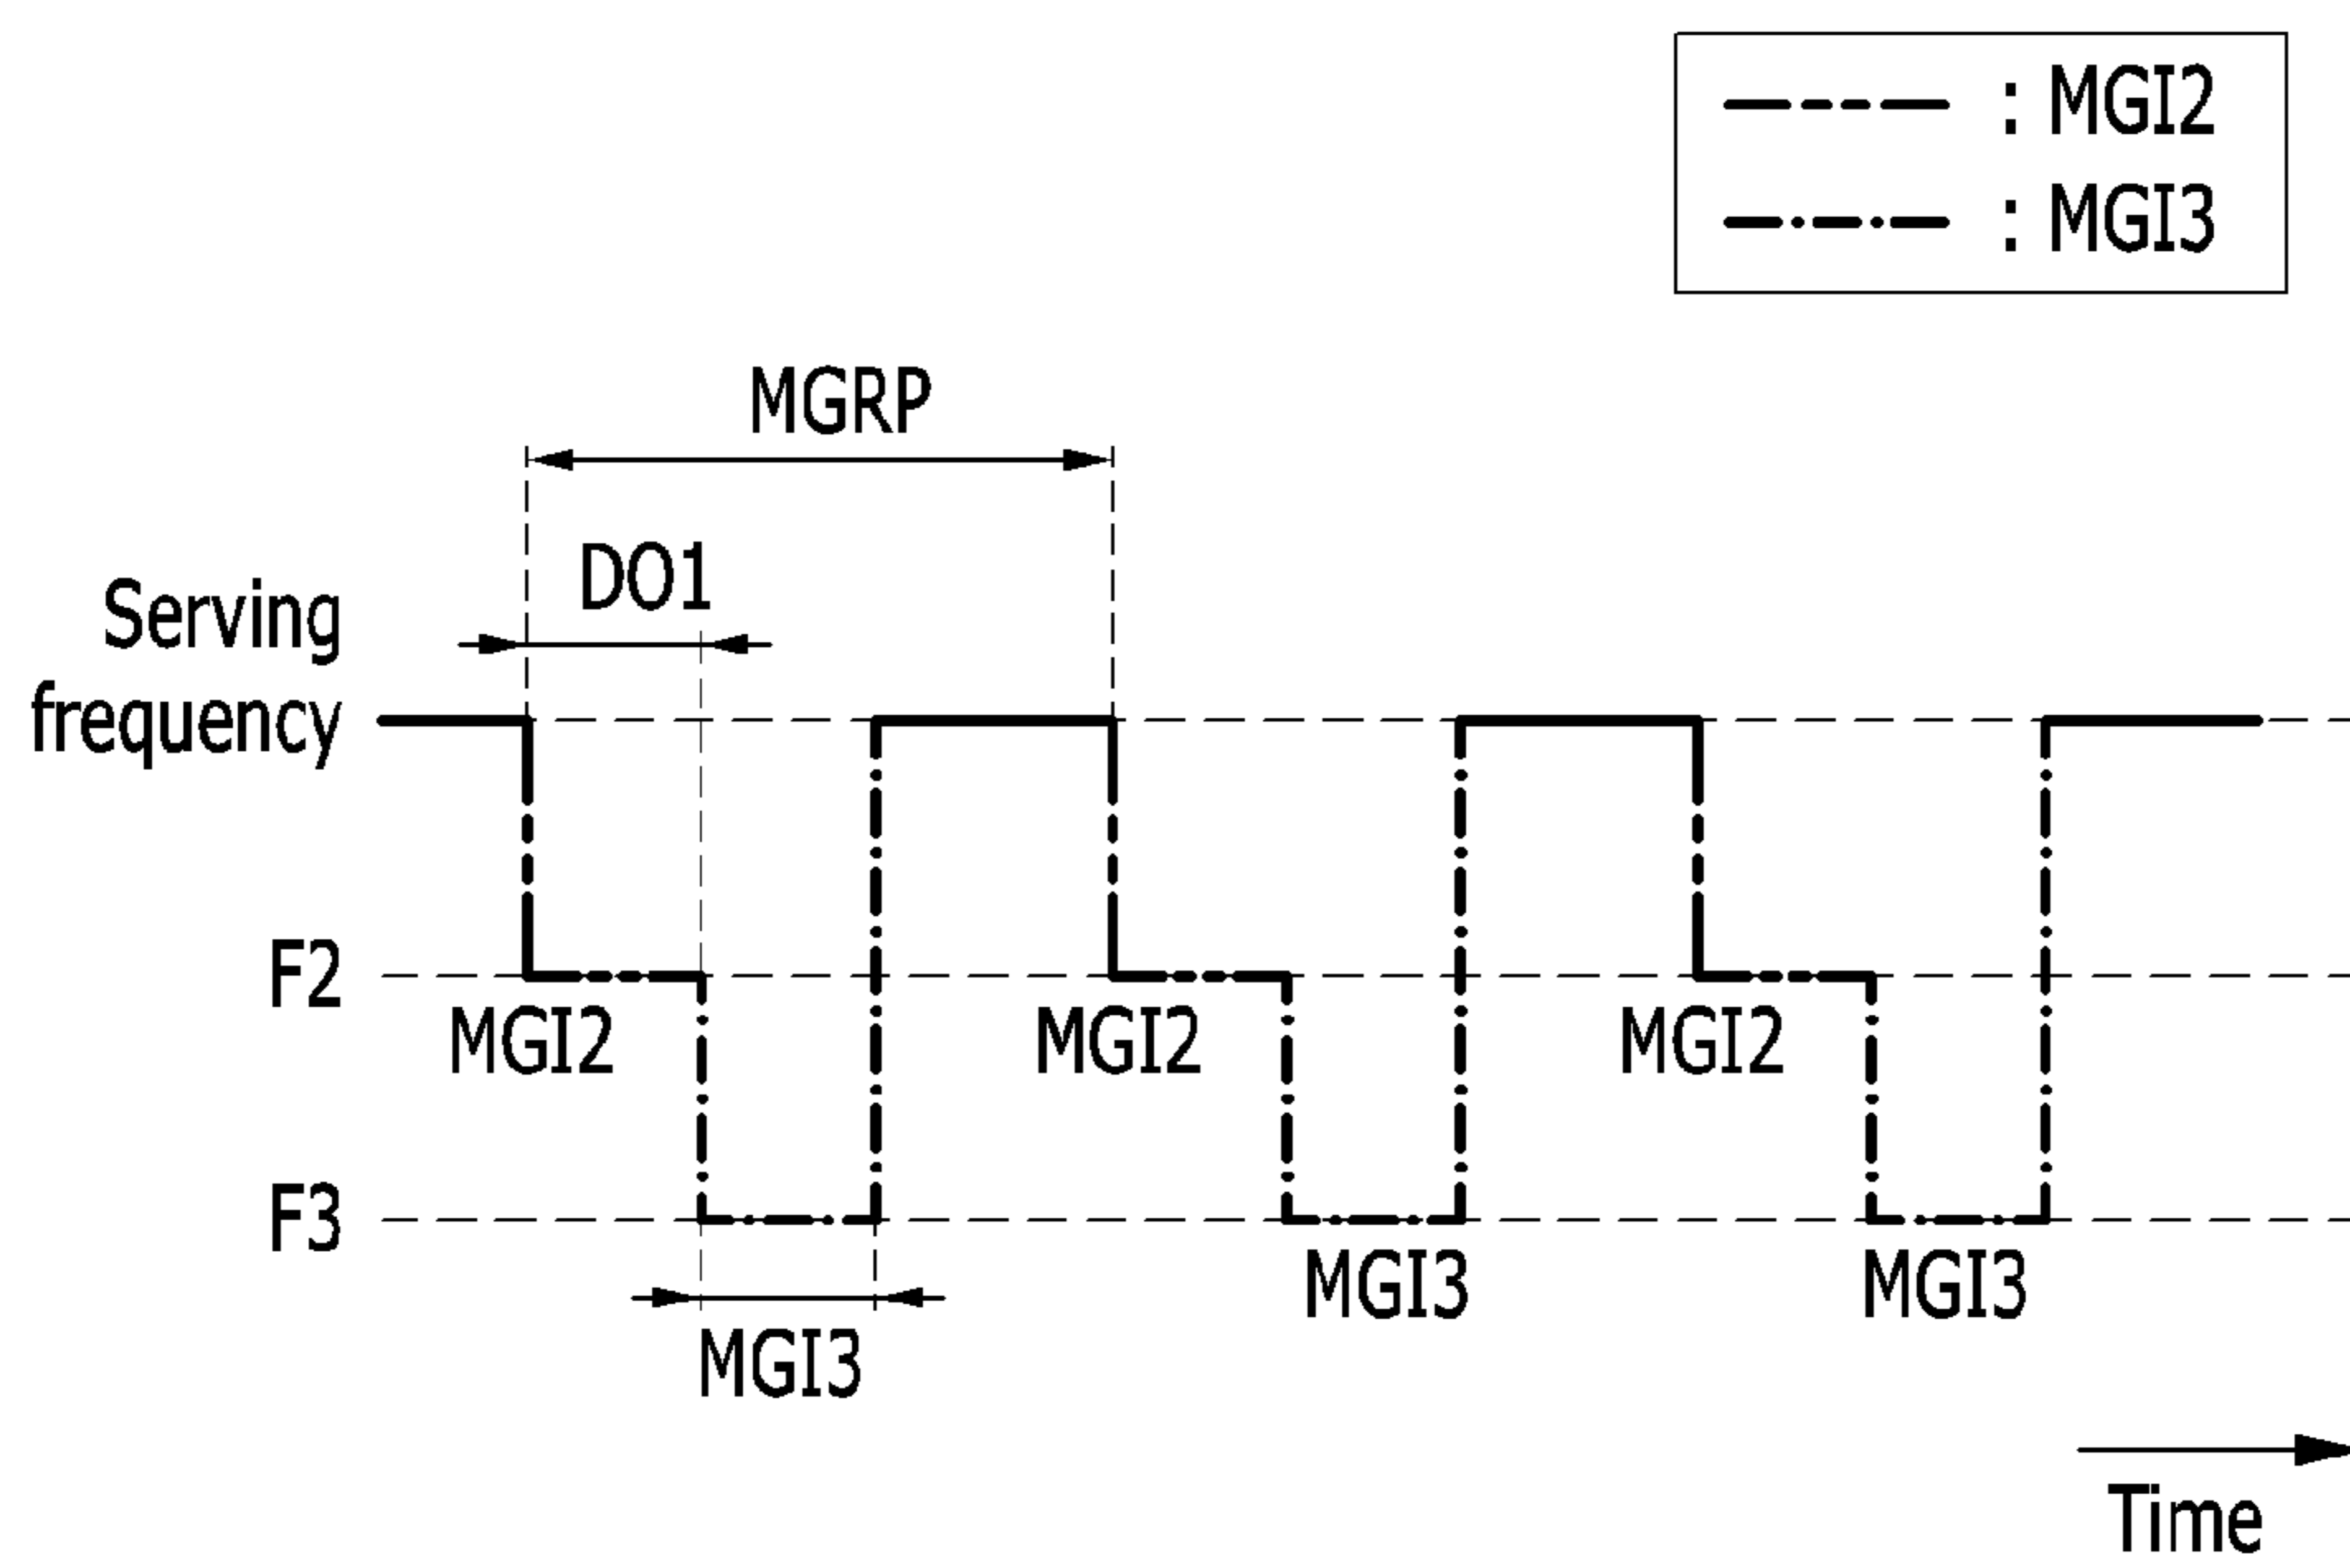 : MGI2
: MGI3
MGRP
DO1
Serving
frequency
F2
MGI2 MGI2 MGI2
F3
MGI3 MGI3
MGI3
Time